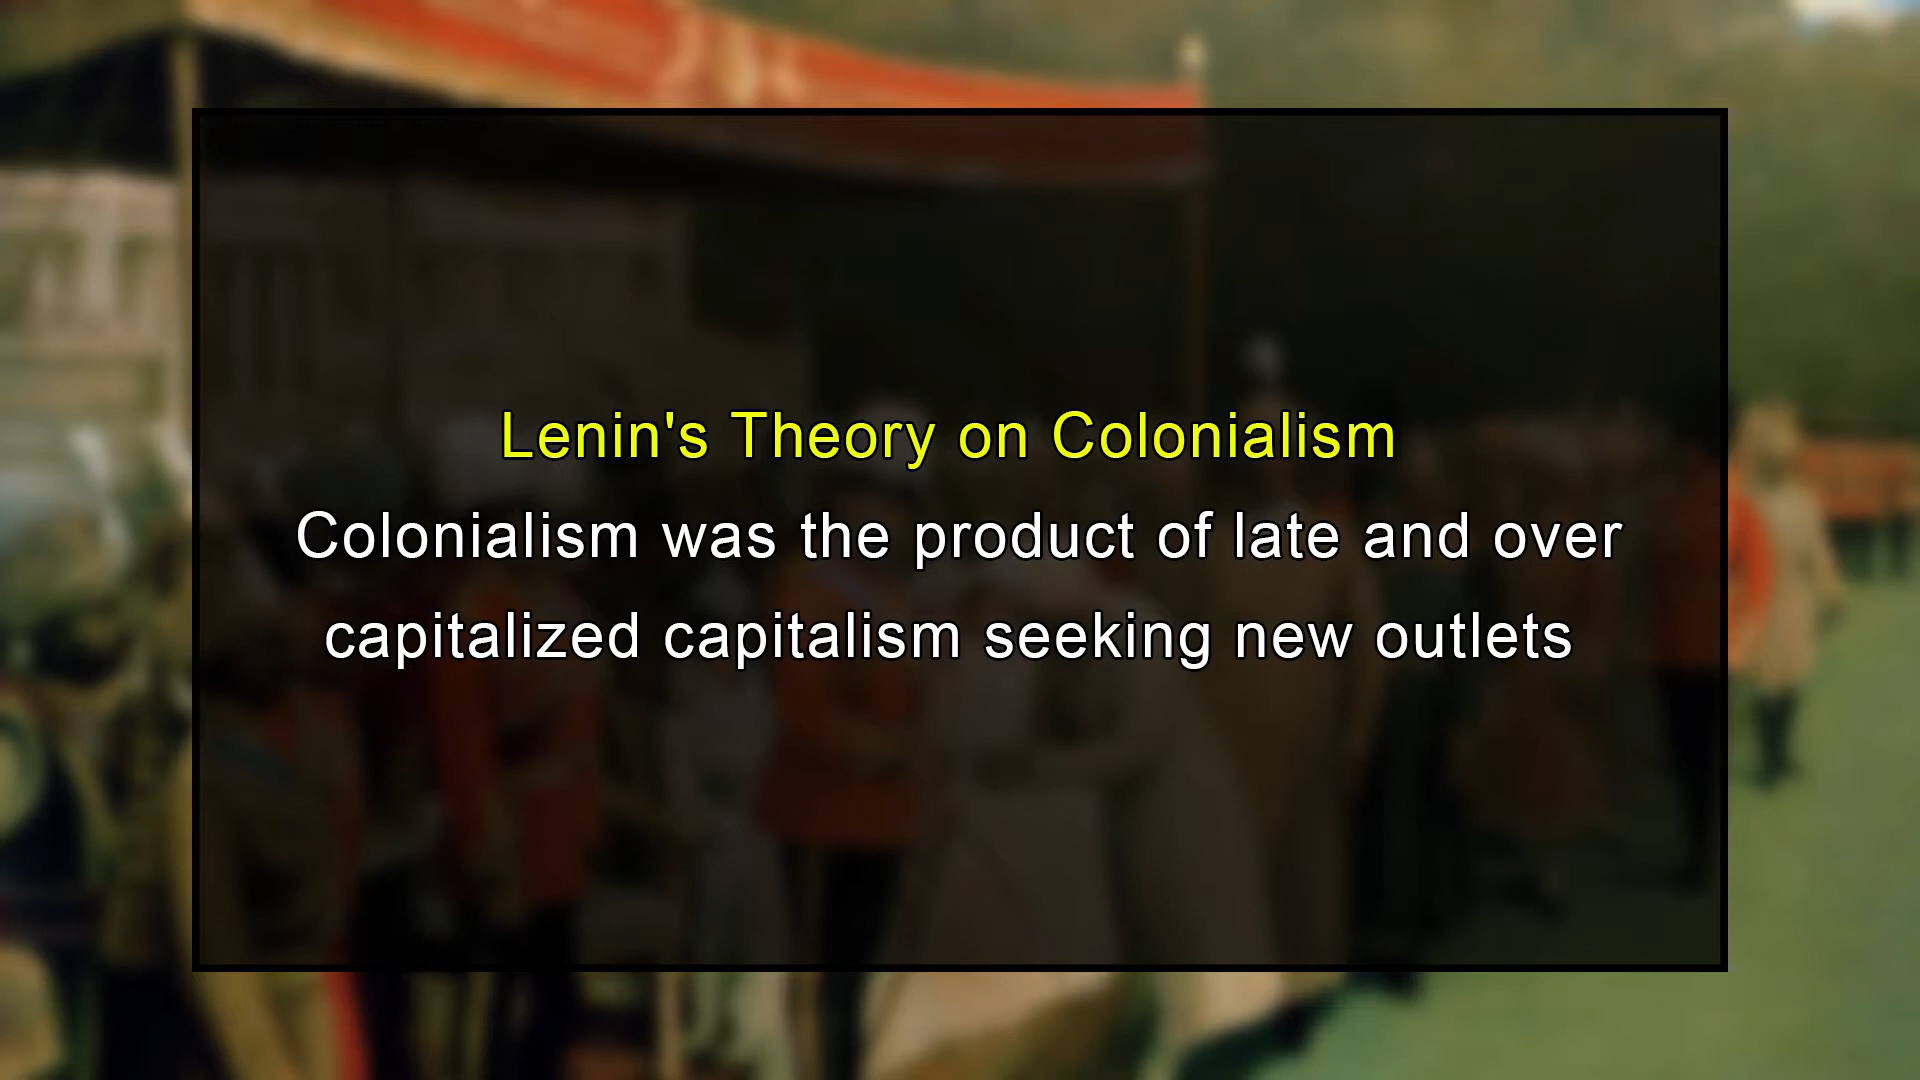 Lenin's Theory on Colonialism
Colonialism was the product of late and over
capitalized capitalism seeking new outlets